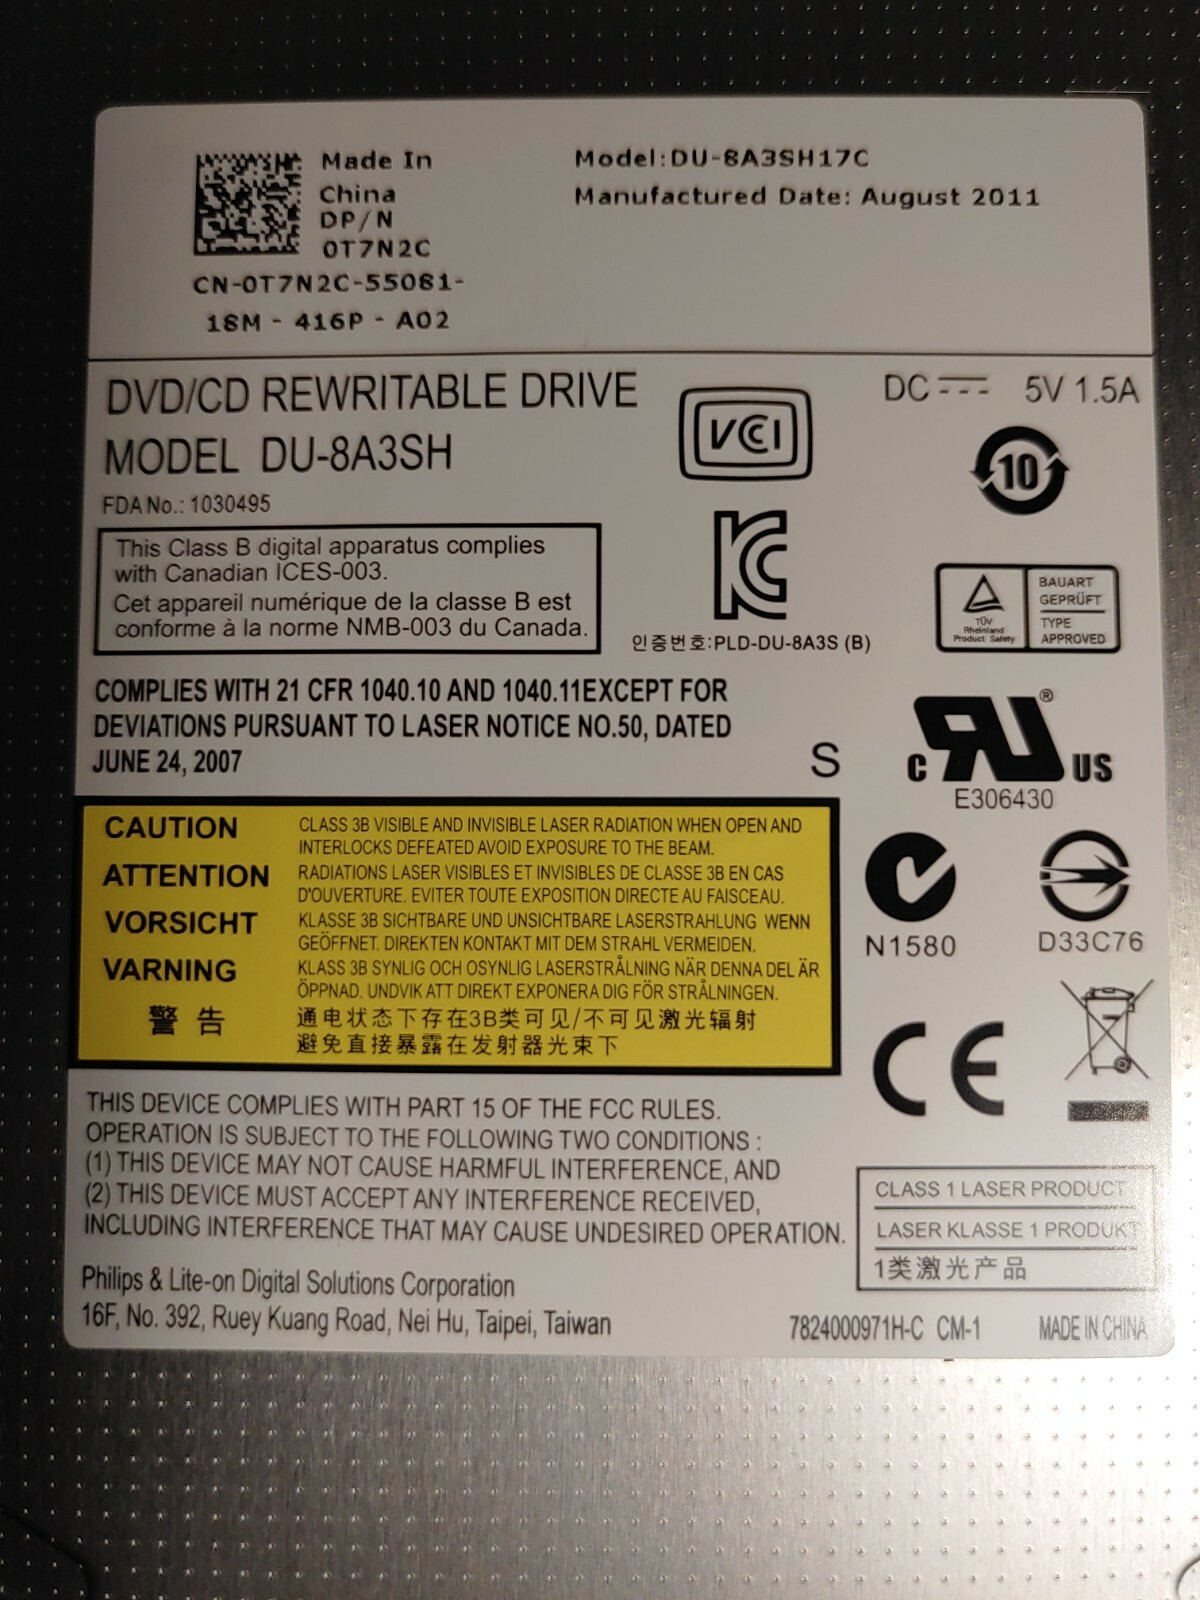 Made In
China
DP/N
0T7N2C
CN-0T7N2C-55081-
18M - 416P - A02
Model:DU-8A3SH17C
Manufactured Date: August 2011
DVD/CD REWRITABLE DRIVE
MODEL DU-8A3SH
FDA No.: 1030495
This Class B digital apparatus complies
with Canadian ICES-003.
Cet appareil numérique de la classe B est
conforme à la norme NMB-003 du Canada.
VCCI
인증번호:PLD-DU-8A3S (B)
DC 5V 1.5A
10
TÜV
Rheinland
Product Safety
BAUART
GEPRÜFT
TYPE
APPROVED
COMPLIES WITH 21 CFR 1040.10 AND 1040.11EXCEPT FOR
DEVIATIONS PURSUANT TO LASER NOTICE NO.50, DATED
JUNE 24, 2007
S
C RU ® US
E306430
CAUTION CLASS 3B VISIBLE AND INVISIBLE LASER RADIATION WHEN OPEN AND
INTERLOCKS DEFEATED AVOID EXPOSURE TO THE BEAM.
ATTENTION RADIATIONS LASER VISIBLES ET INVISIBLES DE CLASSE 3B EN CAS
D'OUVERTURE. EVITER TOUTE EXPOSITION DIRECTE AU FAISCEAU.
VORSICHT KLASSE 3B SICHTBARE UND UNSICHTBARE LASERSTRAHLUNG WENN
GEÖFFNET. DIREKTEN KONTAKT MIT DEM STRAHL VERMEIDEN.
VARNING KLASS 3B SYNLIG OCH OSYNLIG LASERSTRÅLNING NÄR DENNA DEL ÄR
ÖPPNAD. UNDVIK ATT DIREKT EXPONERA DIG FÖR STRÅLNINGEN.
警告 通电状态下存在3B类可见/不可见激光辐射
避免直接暴露在发射器光束下
N1580
D33C76
CE
THIS DEVICE COMPLIES WITH PART 15 OF THE FCC RULES.
OPERATION IS SUBJECT TO THE FOLLOWING TWO CONDITIONS :
(1) THIS DEVICE MAY NOT CAUSE HARMFUL INTERFERENCE, AND
(2) THIS DEVICE MUST ACCEPT ANY INTERFERENCE RECEIVED,
INCLUDING INTERFERENCE THAT MAY CAUSE UNDESIRED OPERATION.
CLASS 1 LASER PRODUCT
LASER KLASSE 1 PRODUKT
1类激光产品
Philips & Lite-on Digital Solutions Corporation
16F, No. 392, Ruey Kuang Road, Nei Hu, Taipei, Taiwan
7824000971H-C CM-1 MADE IN CHINA